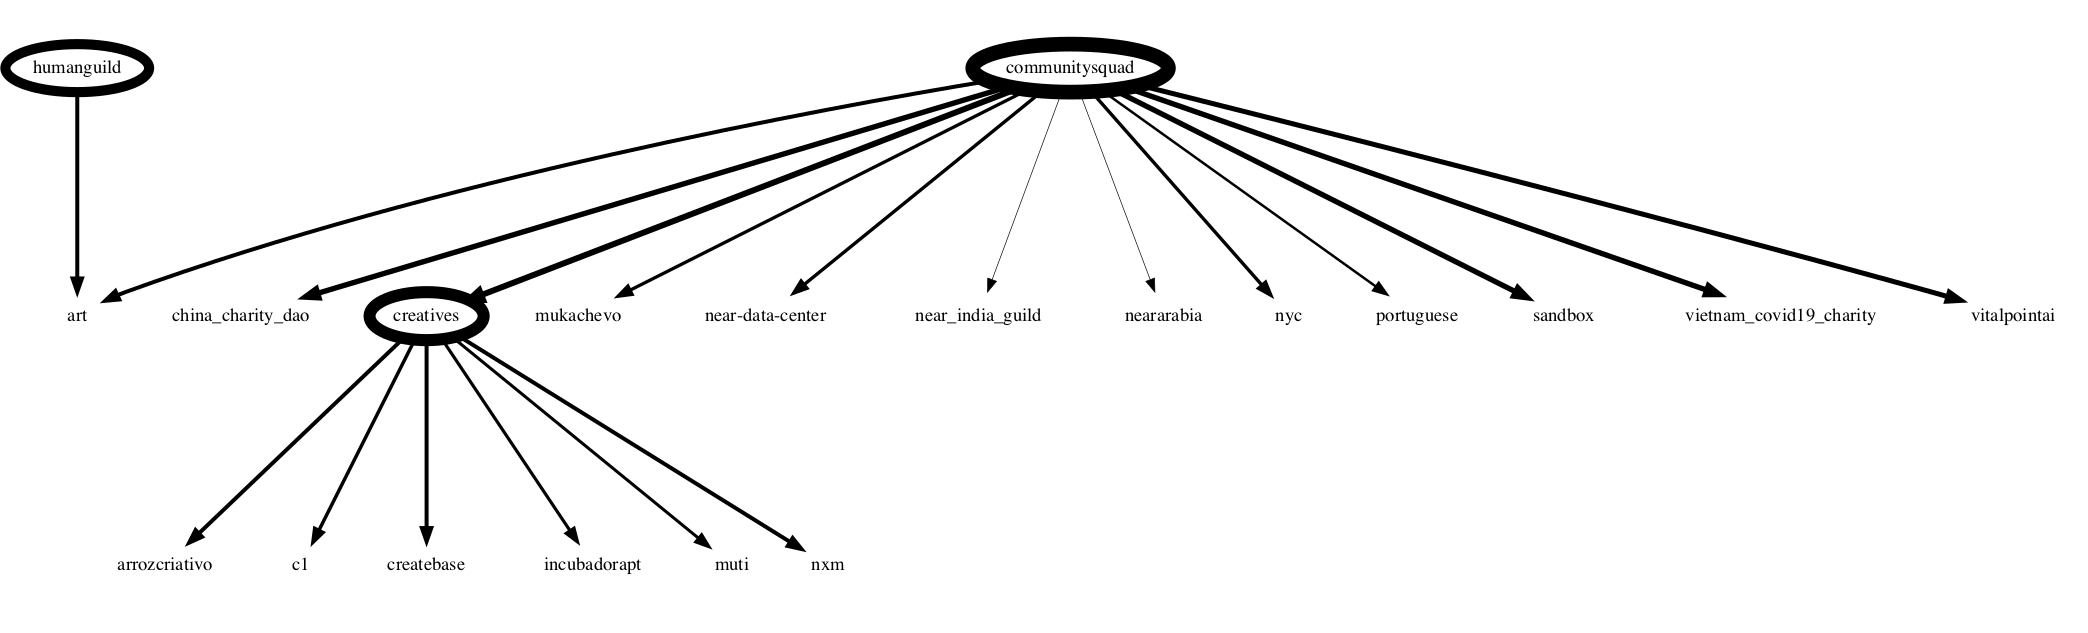 humanguild
communitysquad
art
china_charity_dao
creatives
mukachevo
near-data-center
near_india_guild
neararabia
nyc
portuguese
sandbox
vietnam_covid19_charity
vitalpointai
arrozcriativo
c1
createbase
incubadorapt
muti
nxm